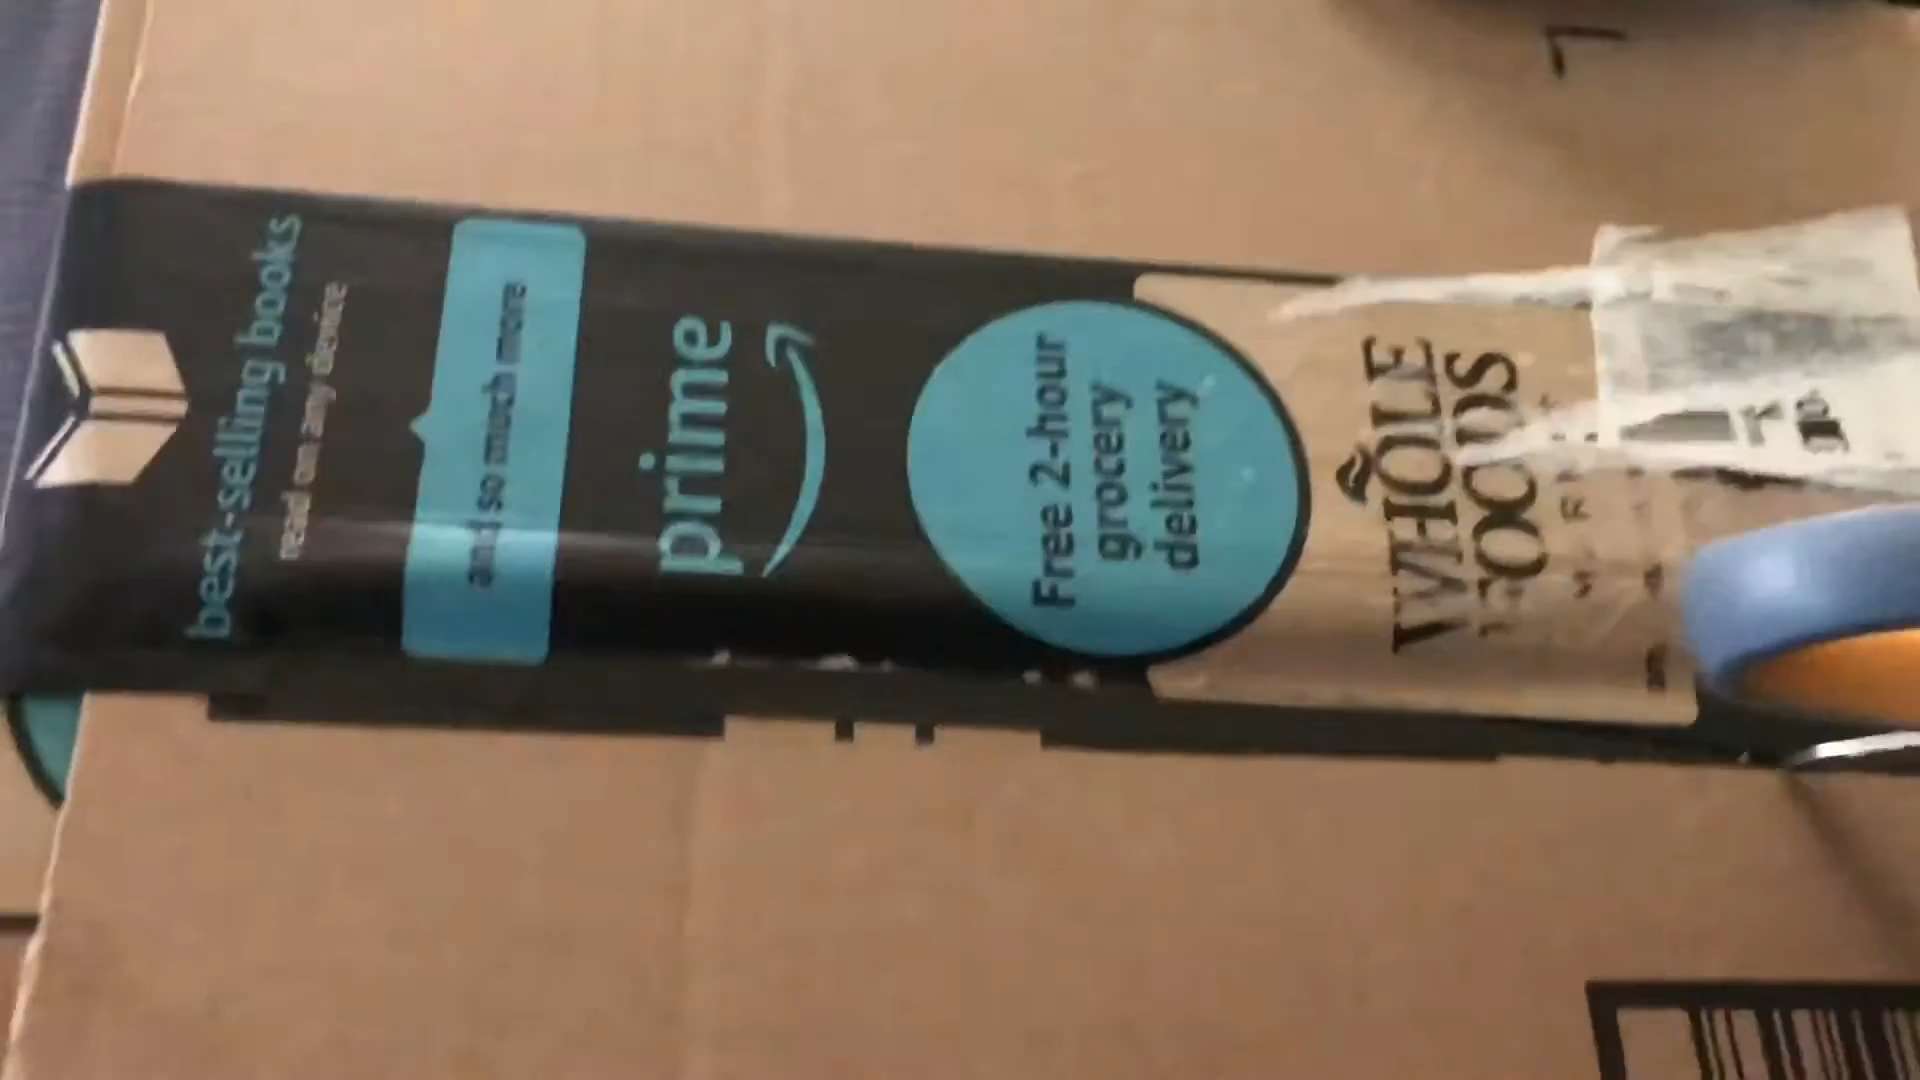 best-selling books
read on any device
and so much more
prime
Free 2-hour
grocery
delivery
WHOLE
FOODS